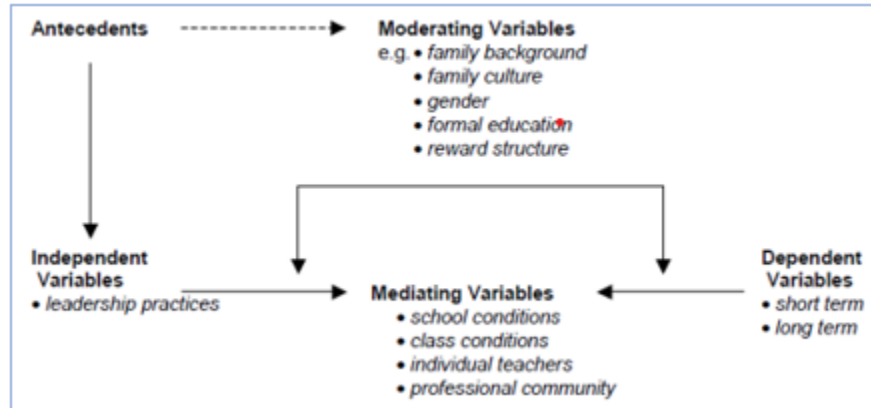 Antecedents
Moderating Variables
e.g. • family background
• family culture
• gender
• formal education
• reward structure
Independent
Variables
• leadership practices
Mediating Variables
• school conditions
• class conditions
• individual teachers
• professional community
Dependent
Variables
• short term
• long term